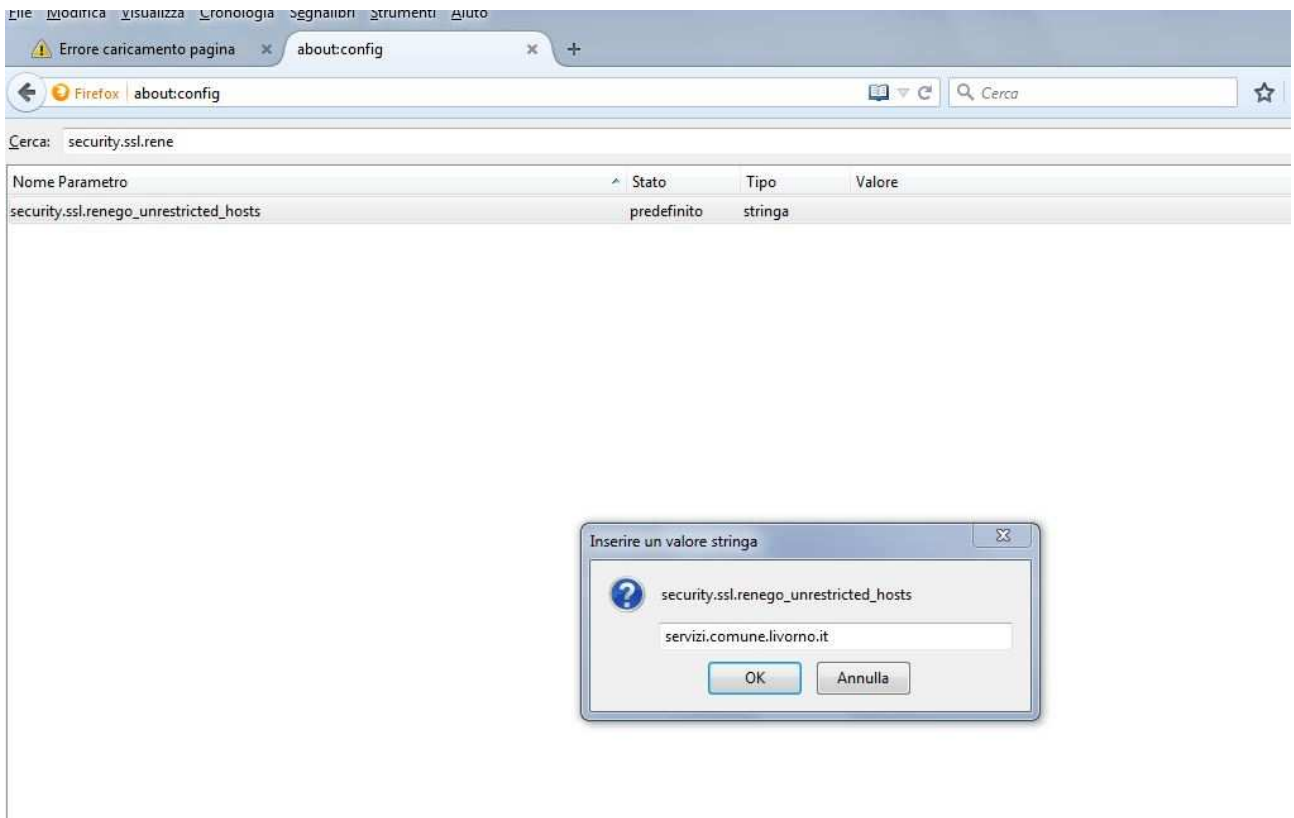 File Modifica Visualizza Cronologia Segnalibri Strumenti Aiuto
Errore caricamento pagina × about:config × +
Firefox about:config Cerca
Cerca: security.ssl.rene
Nome Parametro Stato Tipo Valore
security.ssl.renego_unrestricted_hosts predefinito stringa
Inserire un valore stringa
security.ssl.renego_unrestricted_hosts
servizi.comune.livorno.it
OK Annulla